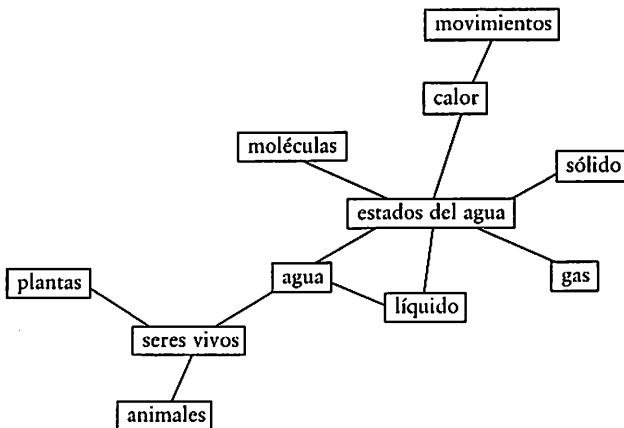 movimientos
calor
moléculas
sólido
estados del agua
plantas
agua
gas
líquido
seres vivos
animales